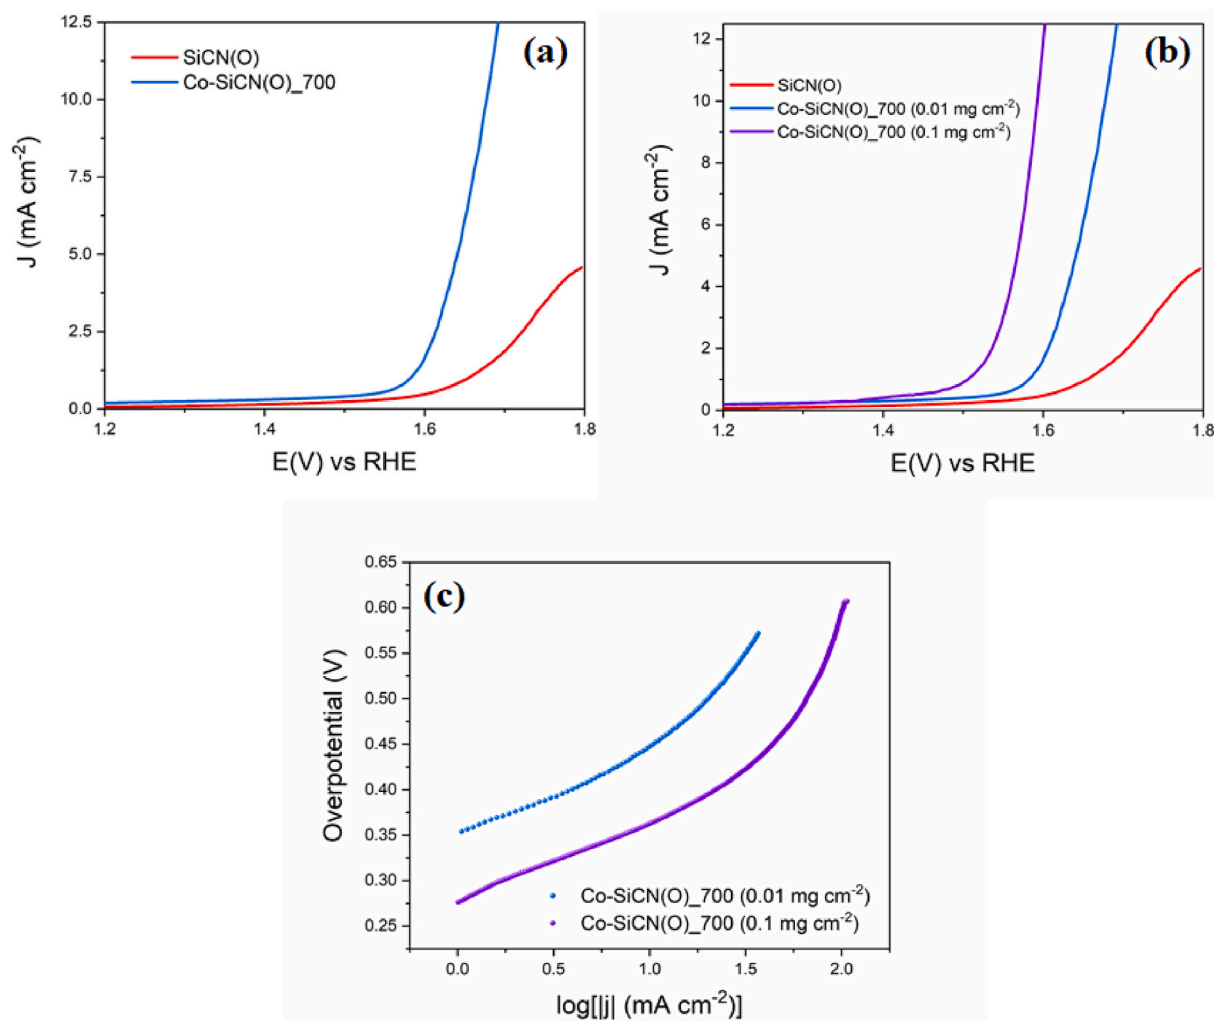 (a)
SiCN(O)
Co-SiCN(O)_700
12.5
10.0
7.5
5.0
2.5
0.0
J (mA cm-2)
1.2 1.4 1.6 1.8
E(V) vs RHE
(b)
SiCN(O)
Co-SiCN(O)_700 (0.01 mg cm-2)
Co-SiCN(O)_700 (0.1 mg cm-2)
12
10
8
6
4
2
0
J (mA cm-2)
1.2 1.4 1.6 1.8
E(V) vs RHE
(c)
0.65
0.60
0.55
0.50
0.45
0.40
0.35
0.30
0.25
Overpotential (V)
Co-SiCN(O)_700 (0.01 mg cm-2)
Co-SiCN(O)_700 (0.1 mg cm-2)
0.0 0.5 1.0 1.5 2.0
log[|j| (mA cm-2)]